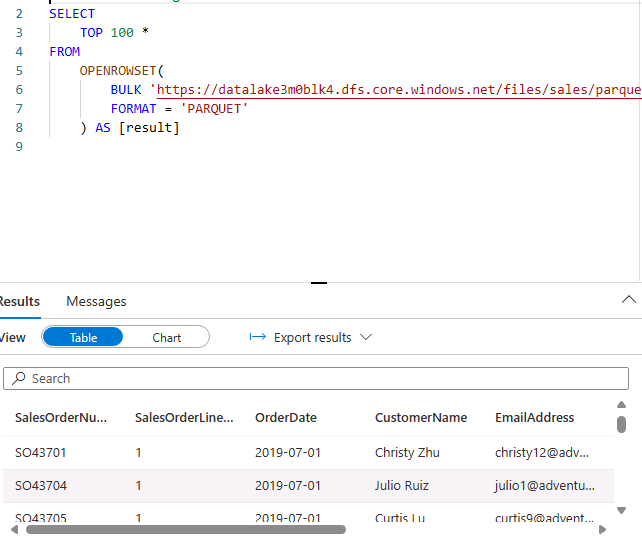 2 SELECT
3 TOP 100 *
4 FROM
5 OPENROWSET(
6 BULK 'https://datalake3m0blk4.dfs.core.windows.net/files/sales/parque
7 FORMAT = 'PARQUET'
8 ) AS [result]
9
Results Messages
View Table Chart Export results
Search
SalesOrderNu... SalesOrderLine... OrderDate CustomerName EmailAddress
SO43701 1 2019-07-01 Christy Zhu christy12@adv...
SO43704 1 2019-07-01 Julio Ruiz julio1@adventu...
SO43705 1 2019-07-01 Curtis Lu curtis9@advent...